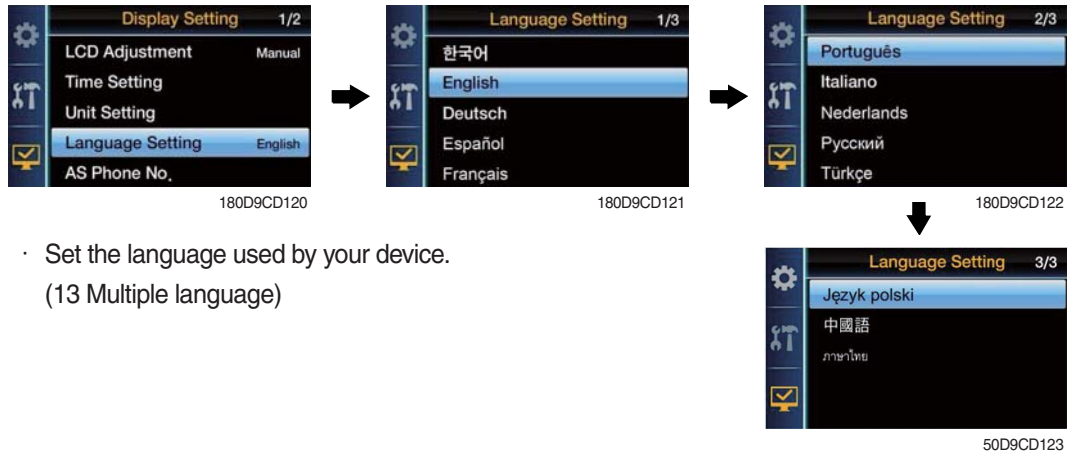 Display Setting 1/2
LCD Adjustment Manual
Time Setting
Unit Setting
Language Setting English
AS Phone No.
180D9CD120
Language Setting 1/3
한국어
English
Deutsch
Español
Français
180D9CD121
Language Setting 2/3
Português
Italiano
Nederlands
Русский
Türkçe
180D9CD122
· Set the language used by your device.
(13 Multiple language)
Language Setting 3/3
Język polski
中國語
ภาษาไทย
50D9CD123